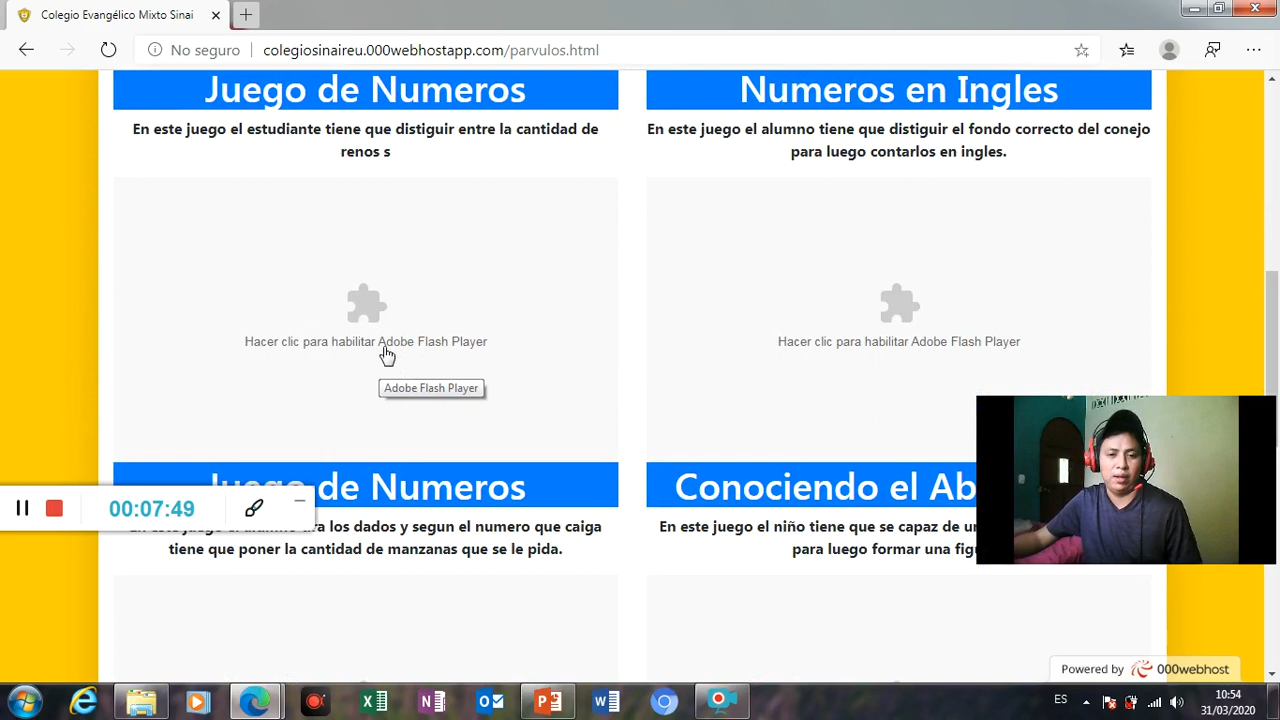 Colegio Evangélico Mixto Sinai
No seguro
colegiosinaireu.000webhostapp.com/parvulos.html
Juego de Numeros
En este juego el estudiante tiene que distiguir entre la cantidad de
renos s
Numeros en Ingles
En este juego el alumno tiene que distiguir el fondo correcto del conejo
para luego contarlos en ingles.
Hacer clic para habilitar Adobe Flash Player
Adobe Flash Player
Hacer clic para habilitar Adobe Flash Player
de Numeros
juego el alumno tira los dados y segun el numero que caiga
tiene que poner la cantidad de manzanas que se le pida.
Conociendo el Ab
En este juego el niño tiene que se capaz de
para luego formar una
00:07:49
Powered by 000webhost
ES
10:54
31/03/2020